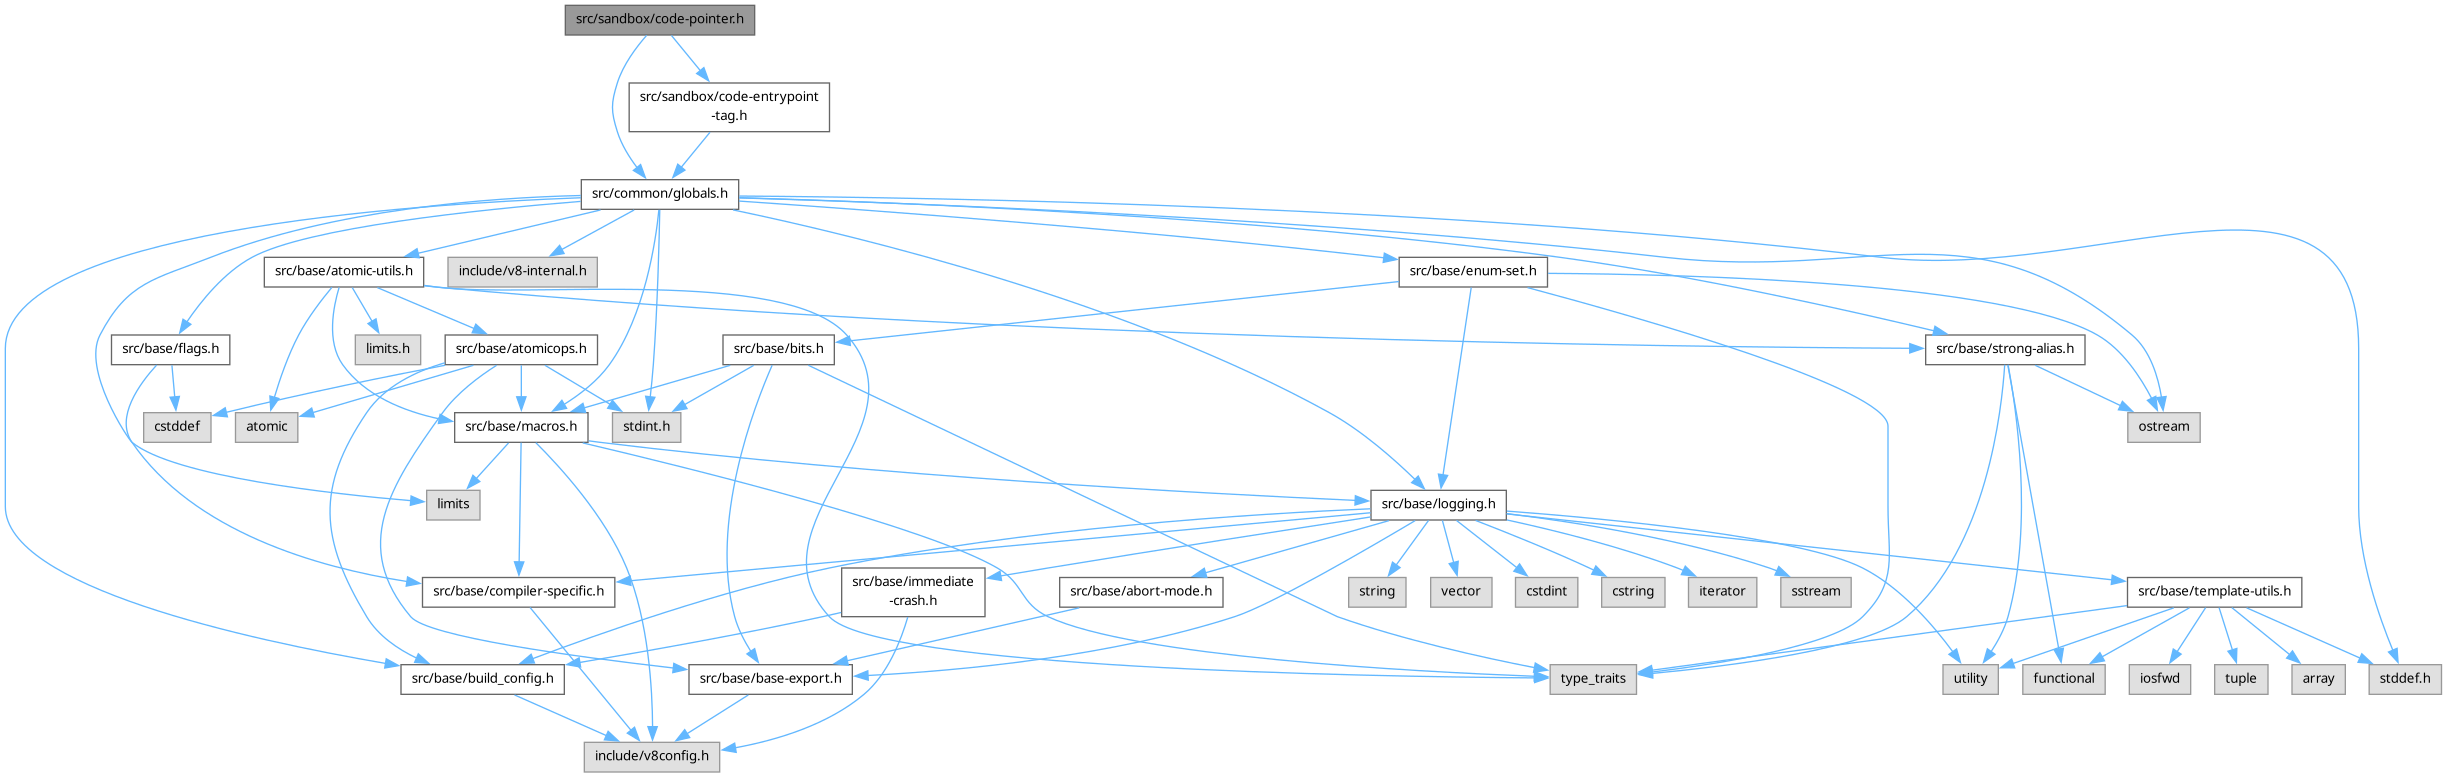 src/sandbox/code-pointer.h
src/sandbox/code-entrypoint
-tag.h
src/common/globals.h
src/base/atomic-utils.h
include/v8-internal.h
src/base/enum-set.h
src/base/flags.h
limits.h
src/base/atomicops.h
src/base/bits.h
src/base/strong-alias.h
cstddef
atomic
src/base/macros.h
stdint.h
ostream
limits
src/base/logging.h
src/base/compiler-specific.h
src/base/immediate
-crash.h
src/base/abort-mode.h
string
vector
cstdint
cstring
iterator
sstream
src/base/template-utils.h
src/base/build_config.h
src/base/base-export.h
type_traits
utility
functional
iosfwd
tuple
array
stddef.h
include/v8config.h